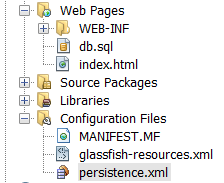 Web Pages
WEB-INF
db.sql
index.html
Source Packages
Libraries
Configuration Files
MANIFEST.MF
glassfish-resources.xml
persistence.xml